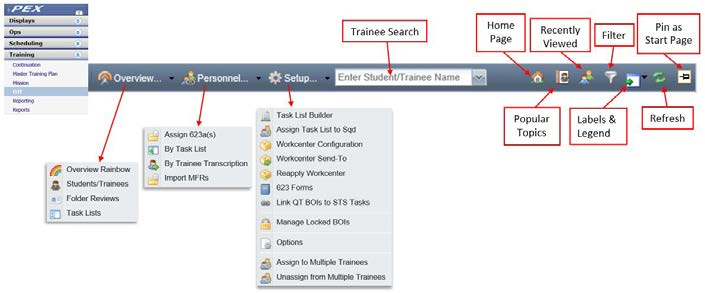 PEX
Displays
Ops
Scheduling
Training
Continuation
Master Training Plan
Mission
OJT
Reporting
Reports
Trainee Search
Home Page
Recently Viewed
Filter
Pin as Start Page
Overview...
Personnel...
Setup...
Enter Student/Trainee Name
Popular Topics
Labels & Legend
Refresh
Overview Rainbow
Students/Trainees
Folder Reviews
Task Lists
Assign 623a(s)
By Task List
By Trainee Transcription
Import MFRs
Task List Builder
Assign Task List to Sqd
Workcenter Configuration
Workcenter Send-To
Reapply Workcenter
623 Forms
Link QT BOIs to STS Tasks
Manage Locked BOIs
Options
Assign to Multiple Trainees
Unassign from Multiple Trainees